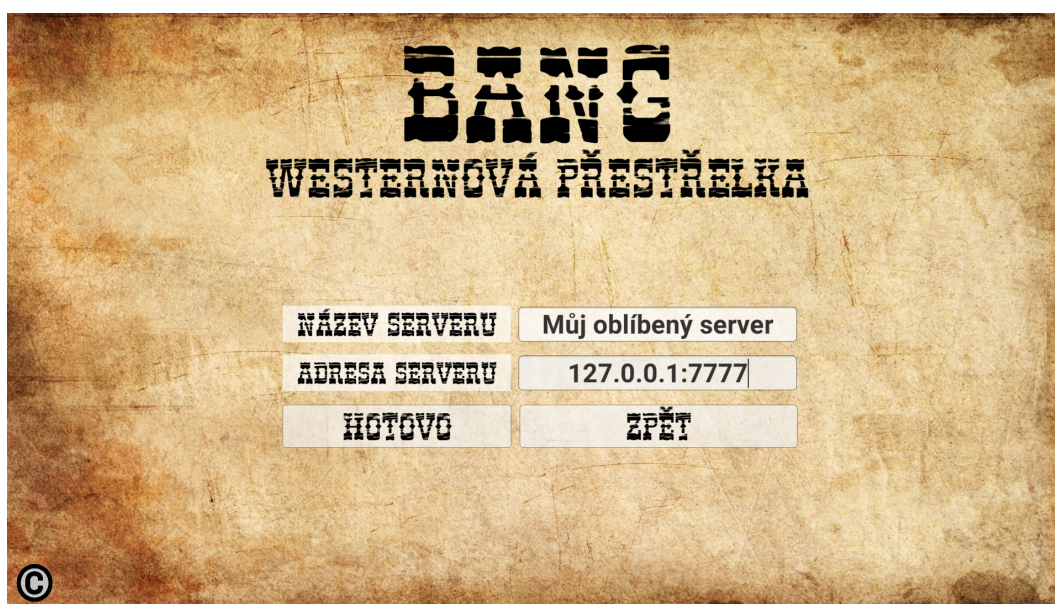 BANG
WESTERNOVÁ PŘESTŘELKA
NÁZEV SERVERU Můj oblíbený server
ADRESA SERVERU 127.0.0.1:7777
HOTOVO ZPĚT
©